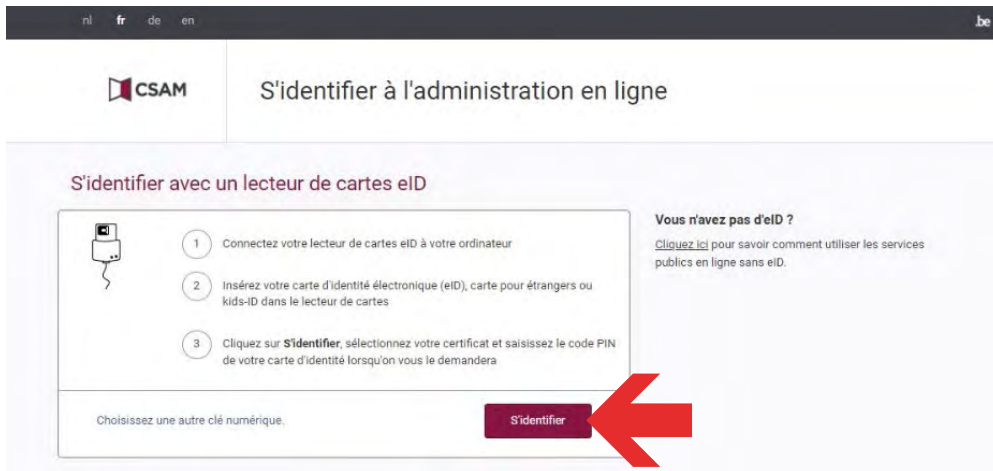 nl fr de en
.be
CSAM
S'identifier à l'administration en ligne
S'identifier avec un lecteur de cartes eID
1 Connectez votre lecteur de cartes eID à votre ordinateur
2 Insérez votre carte d'identité électronique (eID), carte pour étrangers ou
kids-ID dans le lecteur de cartes
3 Cliquez sur S'identifier, sélectionnez votre certificat et saisissez le code PIN
de votre carte d'identité lorsqu'on vous le demandera
Choisissez une autre clé numérique.
S'identifier
Vous n'avez pas d'eID ?
Cliquez ici pour savoir comment utiliser les services
publics en ligne sans eID.